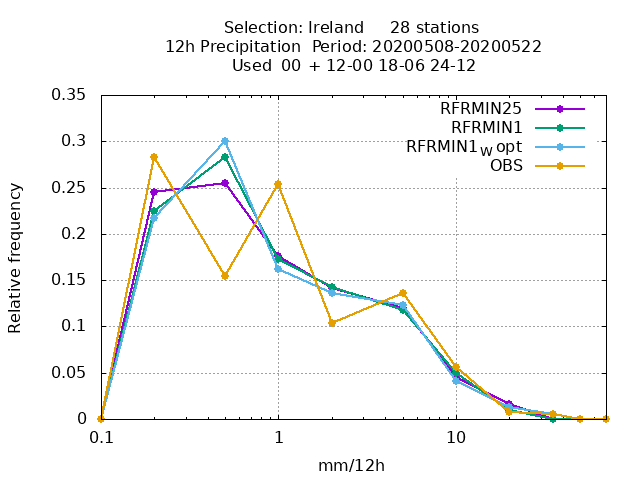 Selection: Ireland 28 stations
12h Precipitation Period: 20200508-20200522
Used 00 + 12-00 18-06 24-12
0.35
0.3
0.25
0.2
0.15
0.1
0.05
0
Relative frequency
RFRMIN25
RFRMIN1
RFRMIN1W opt
OBS
0.1 1 10
mm/12h